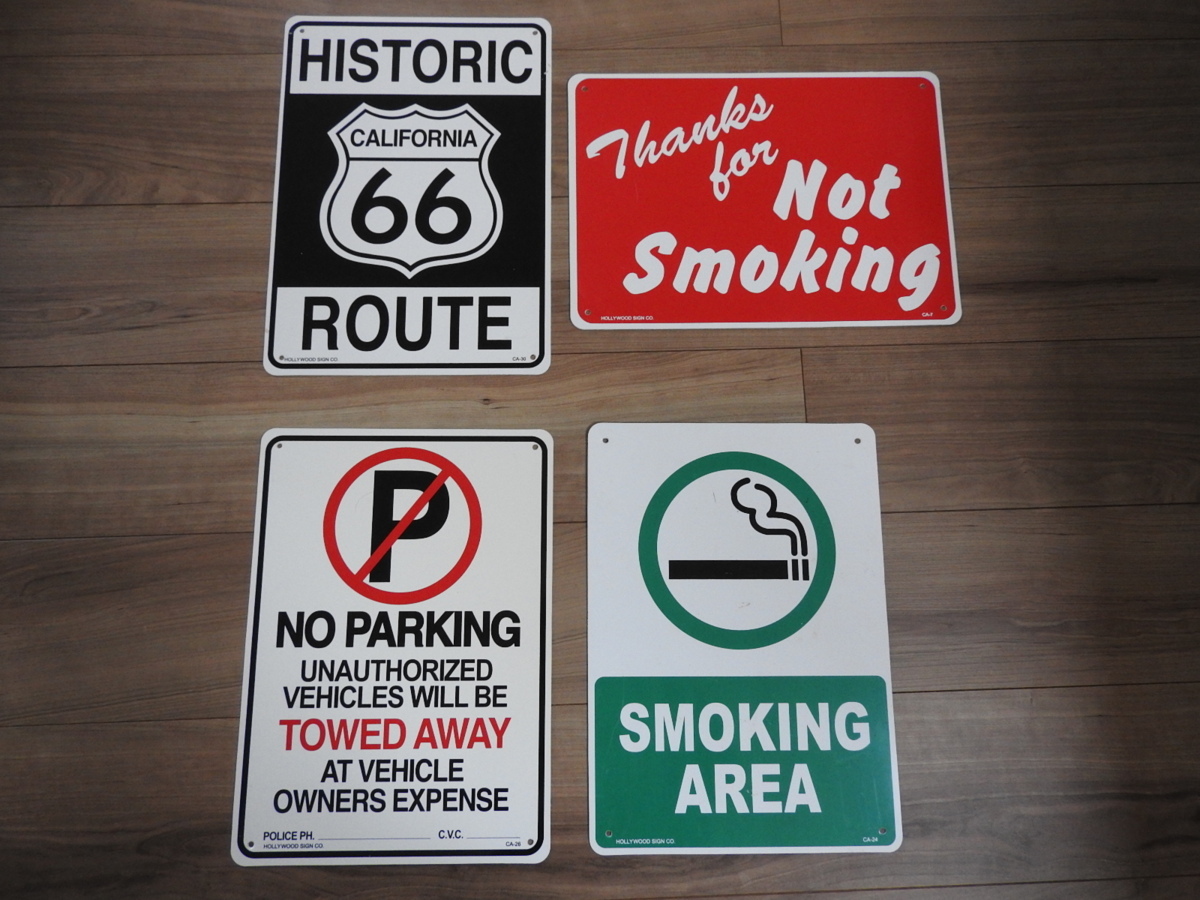 HISTORIC
CALIFORNIA
66
ROUTE
HOLLYWOOD SIGN CO.
CA-30
Thanks
for
Not
Smoking
HOLLYWOOD SIGN CO.
CA-7
P
NO PARKING
UNAUTHORIZED
VEHICLES WILL BE
TOWED AWAY
AT VEHICLE
OWNERS EXPENSE
POLICE PH. C.V.C.
HOLLYWOOD SIGN CO.
CA-26
SMOKING
AREA
HOLLYWOOD SIGN CO.
CA-24